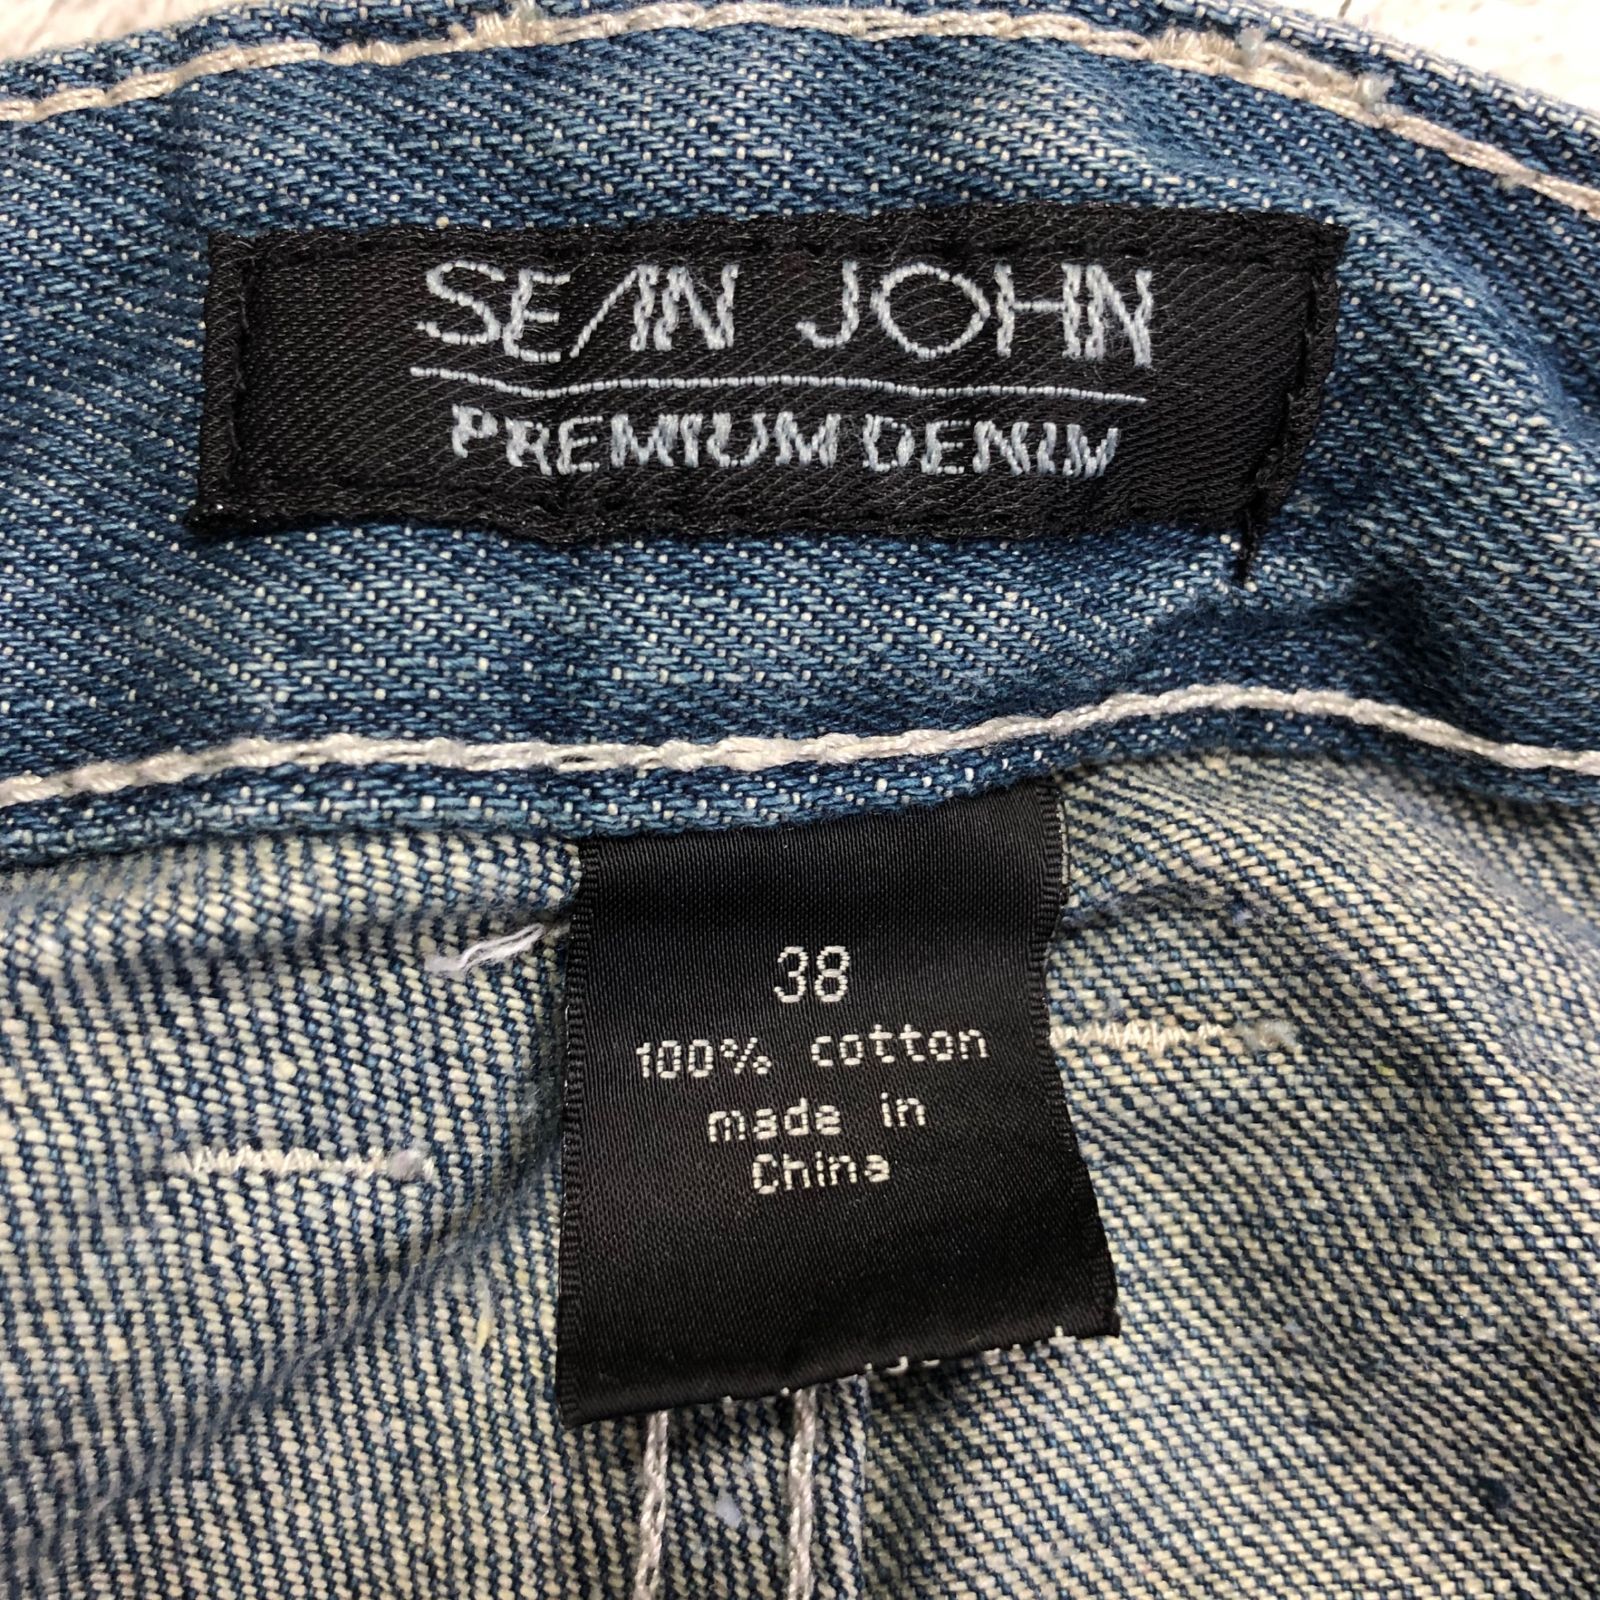 SEAN JOHN
PREMIUM DENIM
38
100% cotton
made in
China